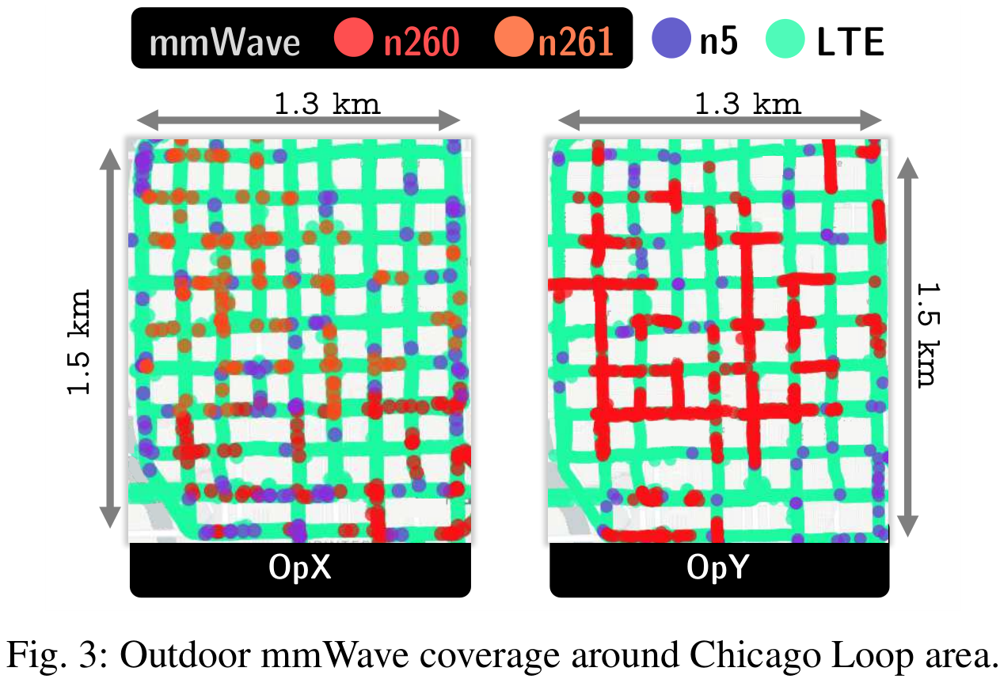 mmWave n260 n261 n5 LTE
1.3 km 1.3 km
1.5 km
1.5 km
OpX OpY
Fig. 3: Outdoor mmWave coverage around Chicago Loop area.